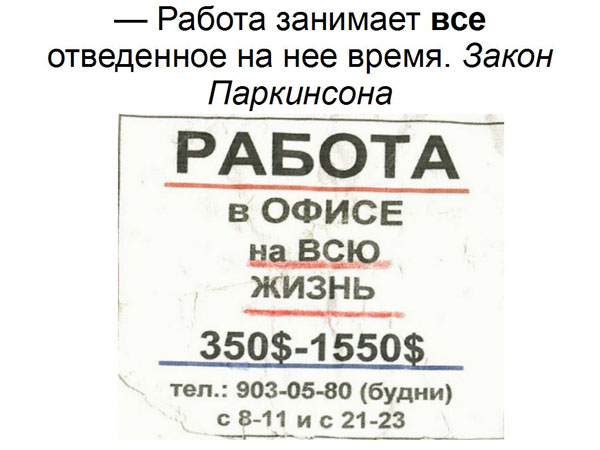 — Работа занимает все
отведенное на нее время. Закон
Паркинсона
РАБОТА
в ОФИСЕ
на ВСЮ
ЖИЗНЬ
350$-1550$
тел.: 903-05-80 (будни)
с 8-11 и с 21-23